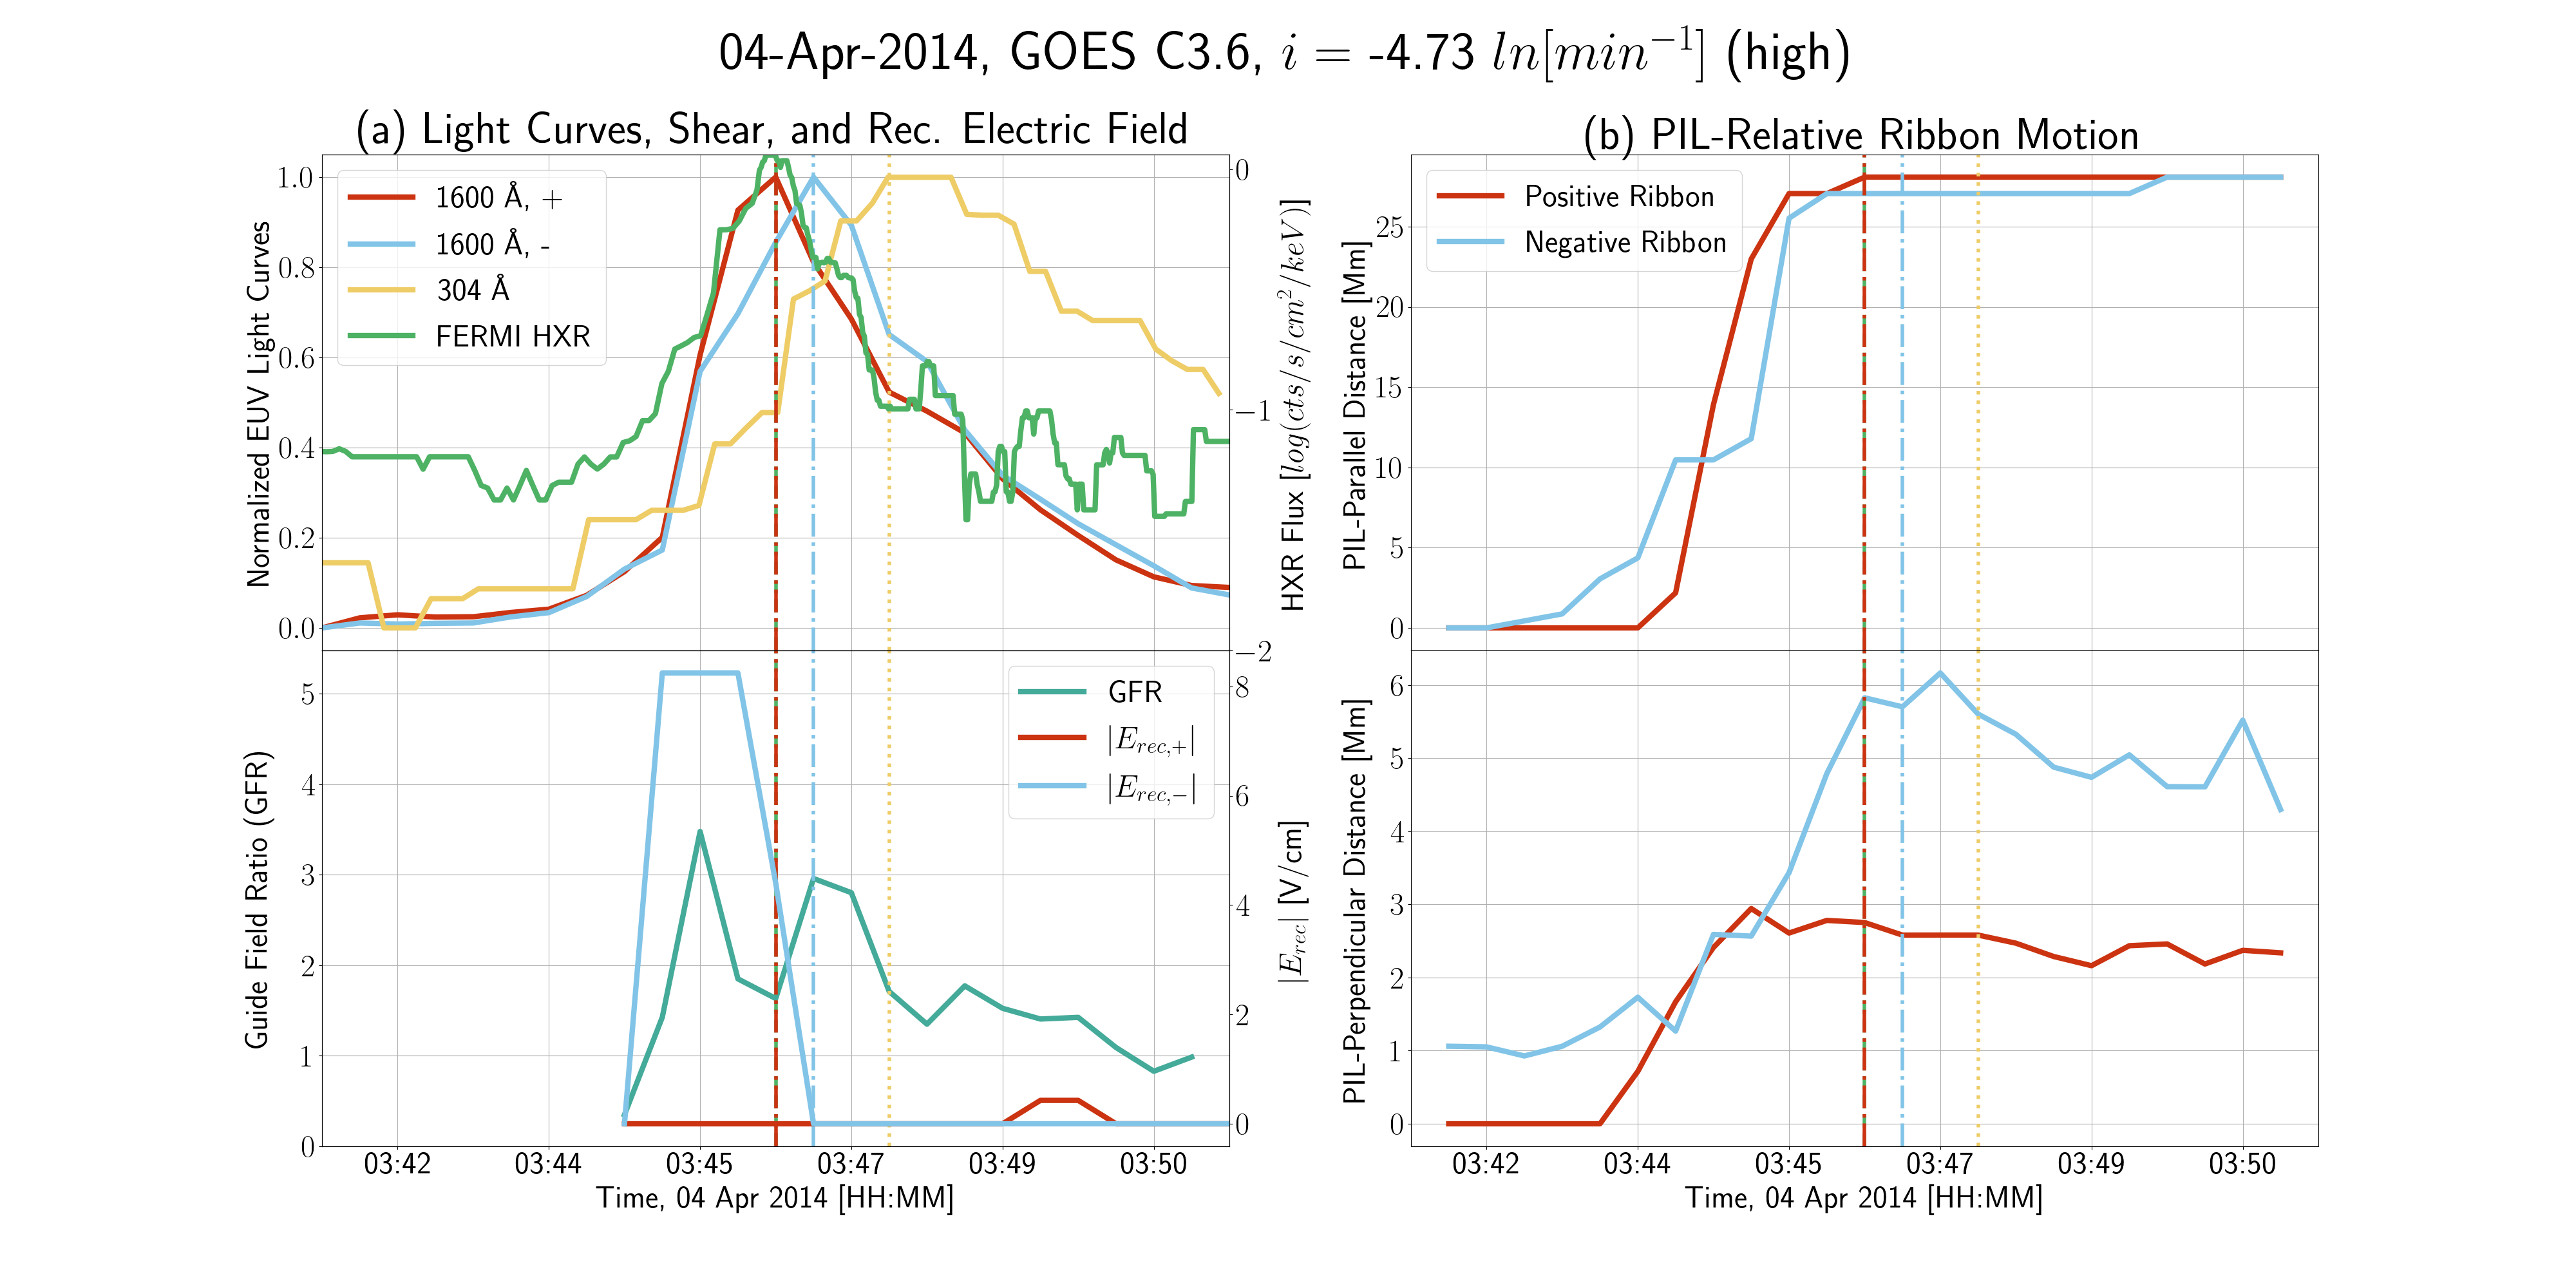 04-Apr-2014, GOES C3.6, i = -4.73 ln[min⁻¹] (high)
(a) Light Curves, Shear, and Rec. Electric Field
Normalized EUV Light Curves
1.0
0.8
0.6
0.4
0.2
0.0
1600 Å, +
1600 Å, -
304 Å
FERMI HXR
0
−1
−2
HXR Flux [log(cts/s/cm²/keV)]
Guide Field Ratio (GFR)
5
4
3
2
1
0
GFR
|E_rec,+|
|E_rec,−|
8
6
4
2
0
|E_rec| [V/cm]
03:42 03:44 03:45 03:47 03:49 03:50
Time, 04 Apr 2014 [HH:MM]
(b) PIL-Relative Ribbon Motion
PIL-Parallel Distance [Mm]
25
20
15
10
5
0
Positive Ribbon
Negative Ribbon
PIL-Perpendicular Distance [Mm]
6
5
4
3
2
1
0
03:42 03:44 03:45 03:47 03:49 03:50
Time, 04 Apr 2014 [HH:MM]